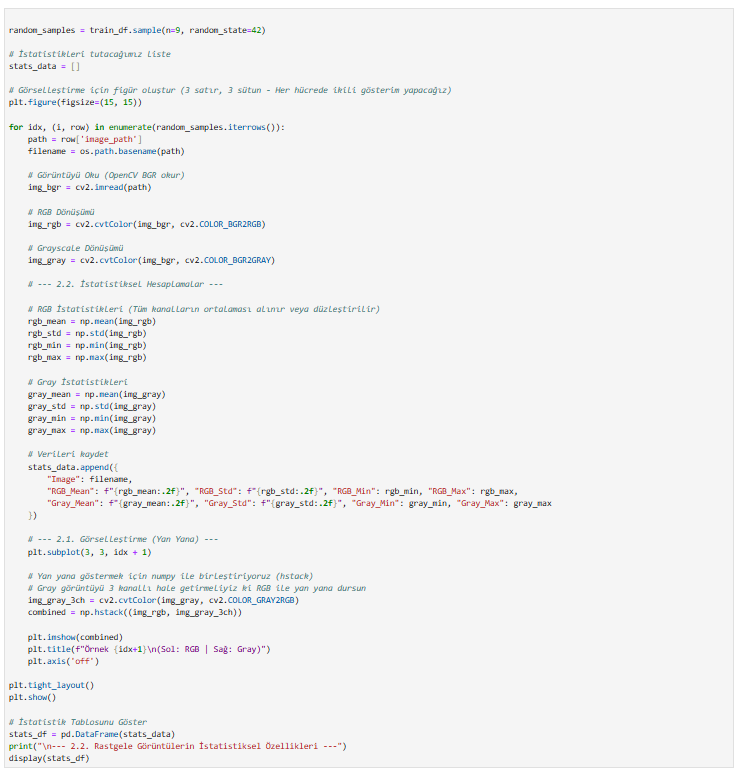 random_samples = train_df.sample(n=9, random_state=42)
# İstatistikleri tutacağımız liste
stats_data = []
# Görselleştirme için figür oluştur (3 satır, 3 sütun - Her hücrede ikili gösterim yapacağız)
plt.figure(figsize=(15, 15))
for idx, (i, row) in enumerate(random_samples.iterrows()):
    path = row['image_path']
    filename = os.path.basename(path)
    # Görüntüyü Oku (OpenCV BGR okur)
    img_bgr = cv2.imread(path)
    # RGB Dönüşümü
    img_rgb = cv2.cvtColor(img_bgr, cv2.COLOR_BGR2RGB)
    # Grayscale Dönüşümü
    img_gray = cv2.cvtColor(img_bgr, cv2.COLOR_BGR2GRAY)
    # --- 2.2. İstatistiksel Hesaplamalar ---
    # RGB İstatistikleri (Tüm kanalların ortalaması alınır veya düzleştirilir)
    rgb_mean = np.mean(img_rgb)
    rgb_std = np.std(img_rgb)
    rgb_min = np.min(img_rgb)
    rgb_max = np.max(img_rgb)
    # Gray İstatistikleri
    gray_mean = np.mean(img_gray)
    gray_std = np.std(img_gray)
    gray_min = np.min(img_gray)
    gray_max = np.max(img_gray)
    # Verileri kaydet
    stats_data.append({
        "Image": filename,
        "RGB_Mean": f"{rgb_mean:.2f}", "RGB_Std": f"{rgb_std:.2f}", "RGB_Min": rgb_min, "RGB_Max": rgb_max,
        "Gray_Mean": f"{gray_mean:.2f}", "Gray_Std": f"{gray_std:.2f}", "Gray_Min": gray_min, "Gray_Max": gray_max
    })
    # --- 2.1. Görselleştirme (Yan Yana) ---
    plt.subplot(3, 3, idx + 1)
    # Yan yana göstermek için numpy ile birleştiriyoruz (hstack)
    # Gray görüntüyü 3 kanallı hale getirmeliyiz ki RGB ile yan yana dursun
    img_gray_3ch = cv2.cvtColor(img_gray, cv2.COLOR_GRAY2RGB)
    combined = np.hstack((img_rgb, img_gray_3ch))
    plt.imshow(combined)
    plt.title(f"Örnek {idx+1}\n(Sol: RGB | Sağ: Gray)")
    plt.axis('off')
plt.tight_layout()
plt.show()
# İstatistik Tablosunu Göster
stats_df = pd.DataFrame(stats_data)
print("\n--- 2.2. Rastgele Görüntülerin İstatistiksel Özellikleri ---")
display(stats_df)